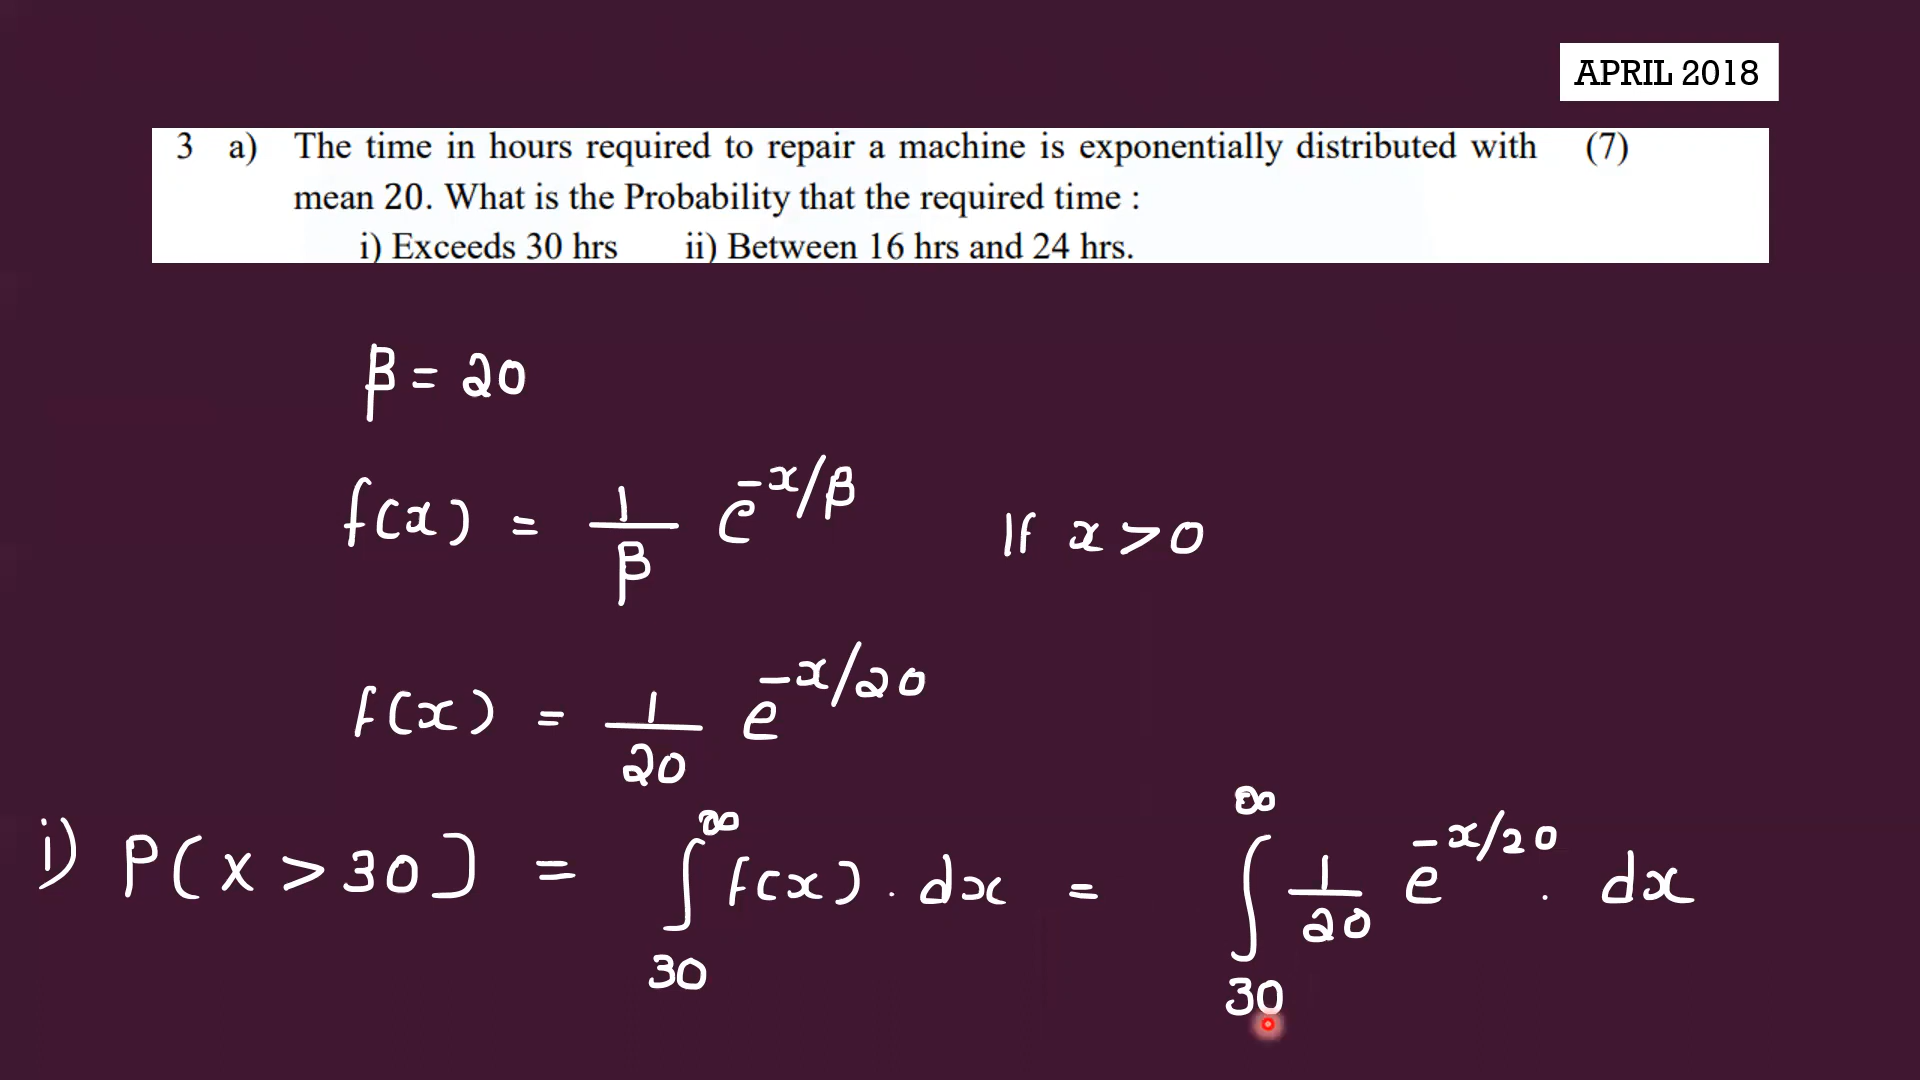 APRIL 2018
3 a) The time in hours required to repair a machine is exponentially distributed with (7)
mean 20. What is the Probability that the required time :
i) Exceeds 30 hrs ii) Between 16 hrs and 24 hrs.
β = 20
f(x) = 1/β e^{-x/β} If x > 0
f(x) = 1/20 e^{-x/20}
i) P(x > 30] = ∫_{30}^{∞} f(x) . dx = ∫_{30}^{∞} 1/20 e^{-x/20} . dx